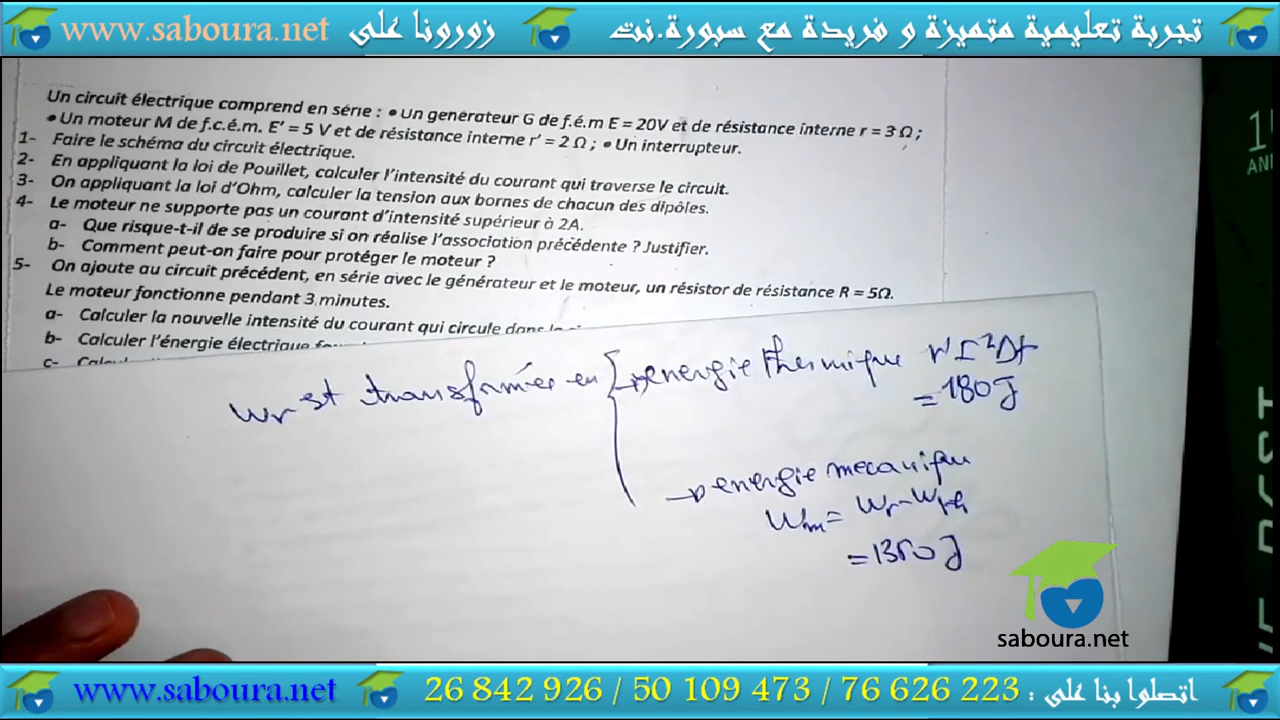 www.saboura.net زورونا على تجربة تعليمية متميزة و فريدة مع سبورة.نت
Un circuit électrique comprend en série : • Un générateur G de f.é.m E = 20V et de résistance interne r = 3 Ω ;
• Un moteur M de f.c.é.m. E' = 5 V et de résistance interne r' = 2 Ω ; • Un interrupteur.
1- Faire le schéma du circuit électrique.
2- En appliquant la loi de Pouillet, calculer l'intensité du courant qui traverse le circuit.
3- On appliquant la loi d'Ohm, calculer la tension aux bornes de chacun des dipôles.
4- Le moteur ne supporte pas un courant d'intensité supérieur à 2A.
a- Que risque-t-il de se produire si on réalise l'association précédente ? Justifier.
b- Comment peut-on faire pour protéger le moteur ?
5- On ajoute au circuit précédent, en série avec le générateur et le moteur, un résistor de résistance R = 5Ω.
Le moteur fonctionne pendant 3 minutes.
a- Calculer la nouvelle intensité du courant qui circule dans
b- Calculer l'énergie électrique
c-
Wr est transformée en énergie thermique r'I²Δt
= 180 J
énergie mécanique
Wm = Wr - Wth
= 1350 J
15
ANI
saboura.net
www.saboura.net 26 842 926 / 50 109 473 / 76 626 223 : اتصلوا بنا على